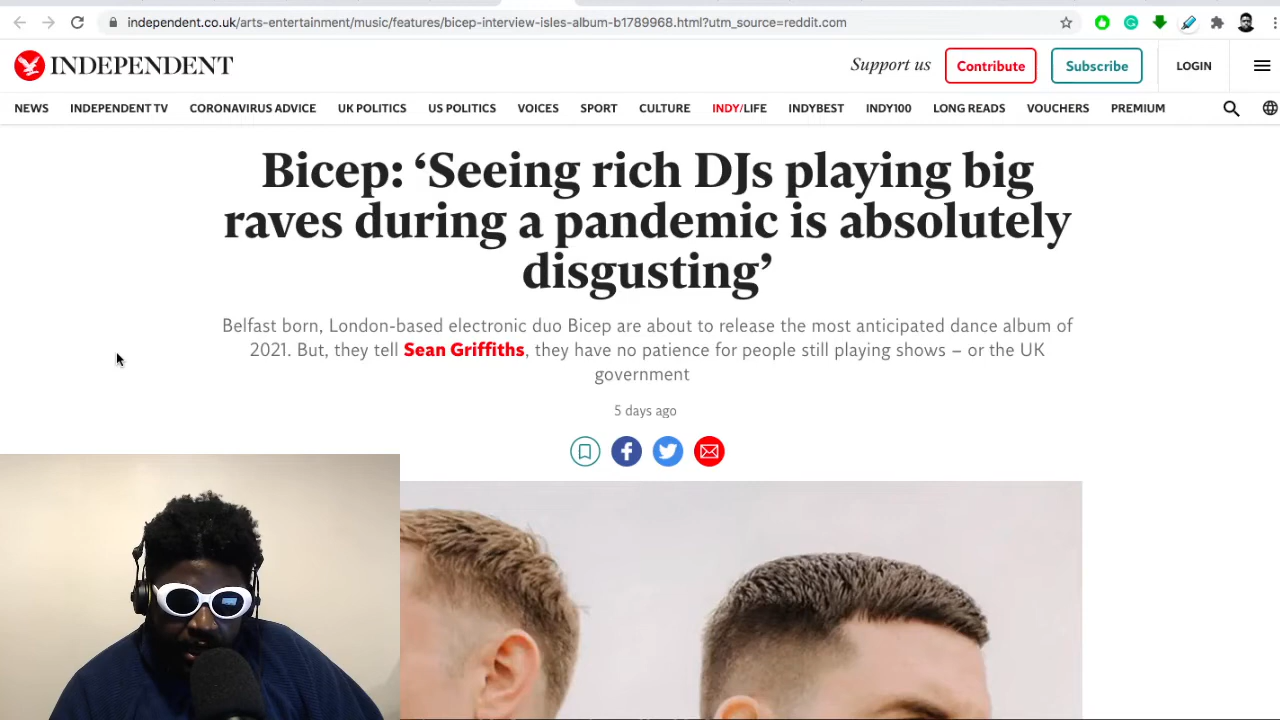 independent.co.uk/arts-entertainment/music/features/bicep-interview-isles-album-b1789968.html?utm_source=reddit.com
INDEPENDENT
Support us
Contribute
Subscribe
LOGIN
NEWS INDEPENDENT TV CORONAVIRUS ADVICE UK POLITICS US POLITICS VOICES SPORT CULTURE INDY/LIFE INDYBEST INDY100 LONG READS VOUCHERS PREMIUM
Bicep: ‘Seeing rich DJs playing big
raves during a pandemic is absolutely
disgusting’
Belfast born, London-based electronic duo Bicep are about to release the most anticipated dance album of
2021. But, they tell Sean Griffiths, they have no patience for people still playing shows – or the UK
government
5 days ago